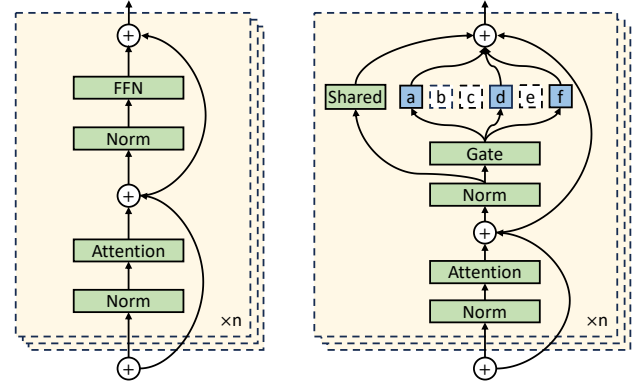 FFN
Norm
Attention
Norm
×n
Shared
a b c d e f
Gate
Norm
Attention
Norm
×n